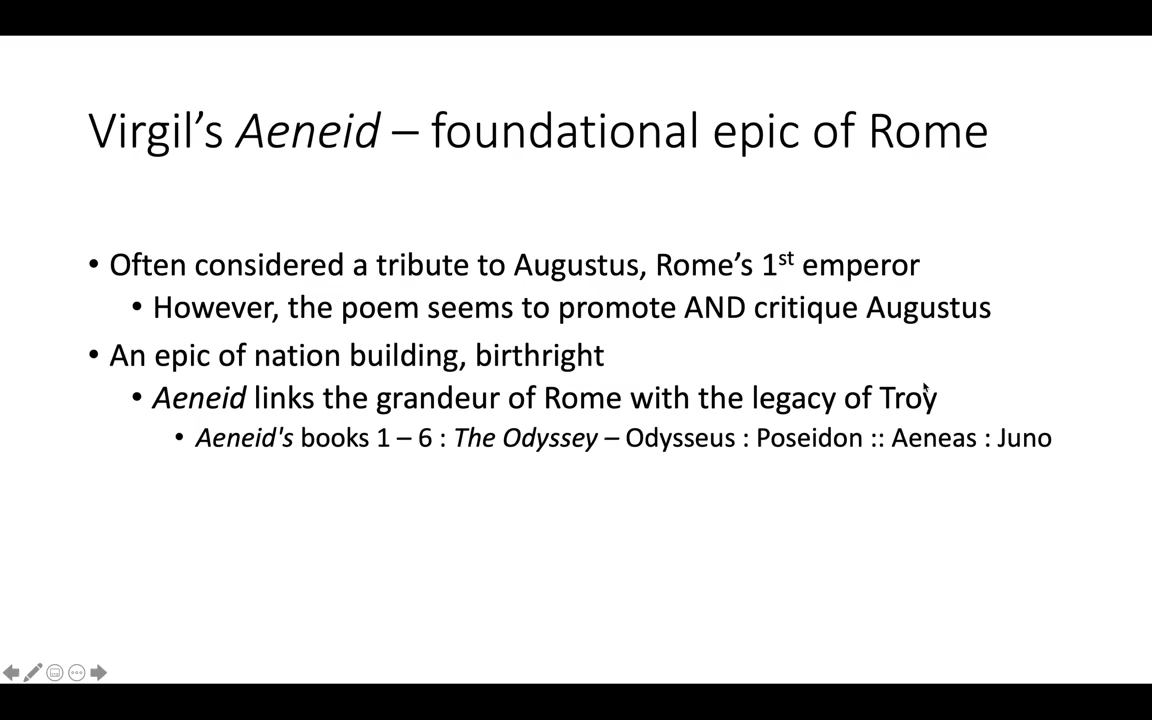 Virgil’s Aeneid – foundational epic of Rome
• Often considered a tribute to Augustus, Rome’s 1st emperor
• However, the poem seems to promote AND critique Augustus
• An epic of nation building, birthright
• Aeneid links the grandeur of Rome with the legacy of Troy
• Aeneid's books 1 – 6 : The Odyssey – Odysseus : Poseidon :: Aeneas : Juno